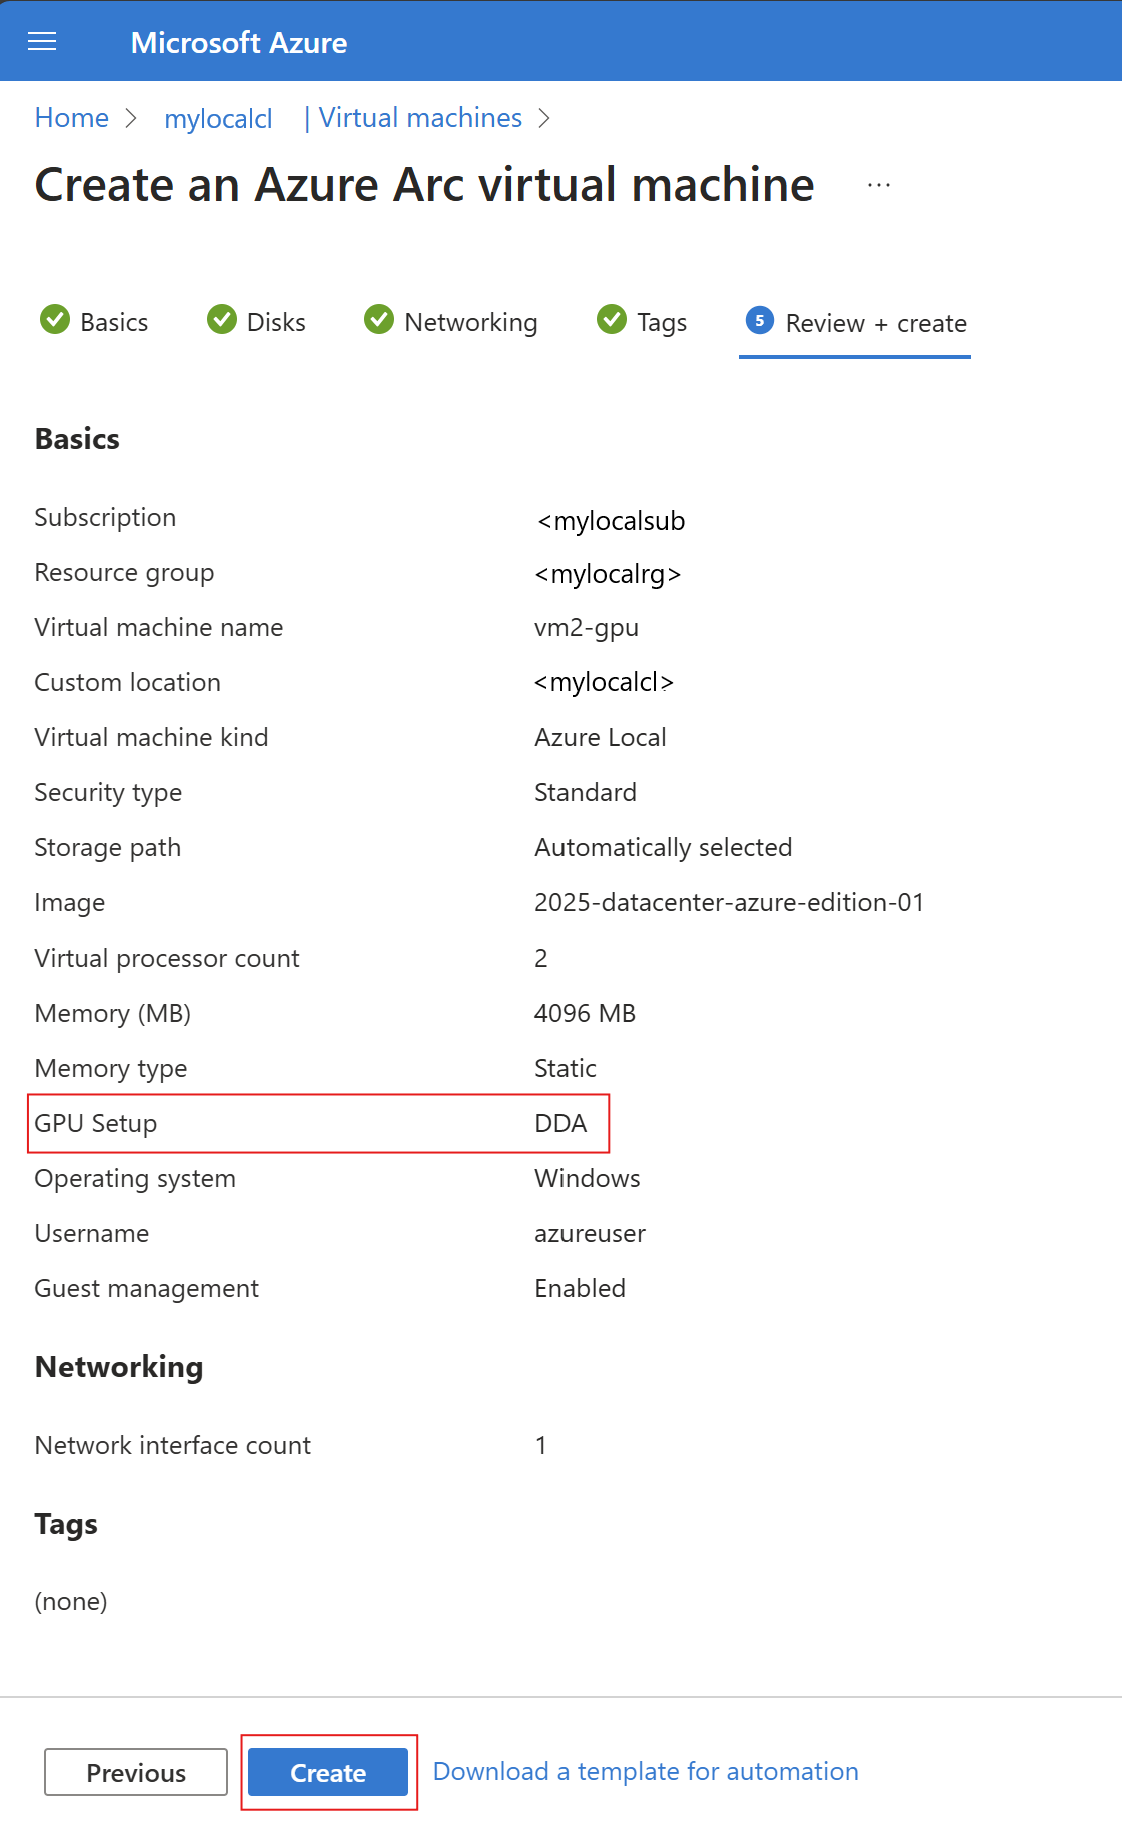 Microsoft Azure
Home > mylocalcl | Virtual machines >
Create an Azure Arc virtual machine ...
Basics Disks Networking Tags 5 Review + create
Basics
Subscription <mylocalsub
Resource group <mylocalrg>
Virtual machine name vm2-gpu
Custom location <mylocalcl>
Virtual machine kind Azure Local
Security type Standard
Storage path Automatically selected
Image 2025-datacenter-azure-edition-01
Virtual processor count 2
Memory (MB) 4096 MB
Memory type Static
GPU Setup DDA
Operating system Windows
Username azureuser
Guest management Enabled
Networking
Network interface count 1
Tags
(none)
Previous Create Download a template for automation